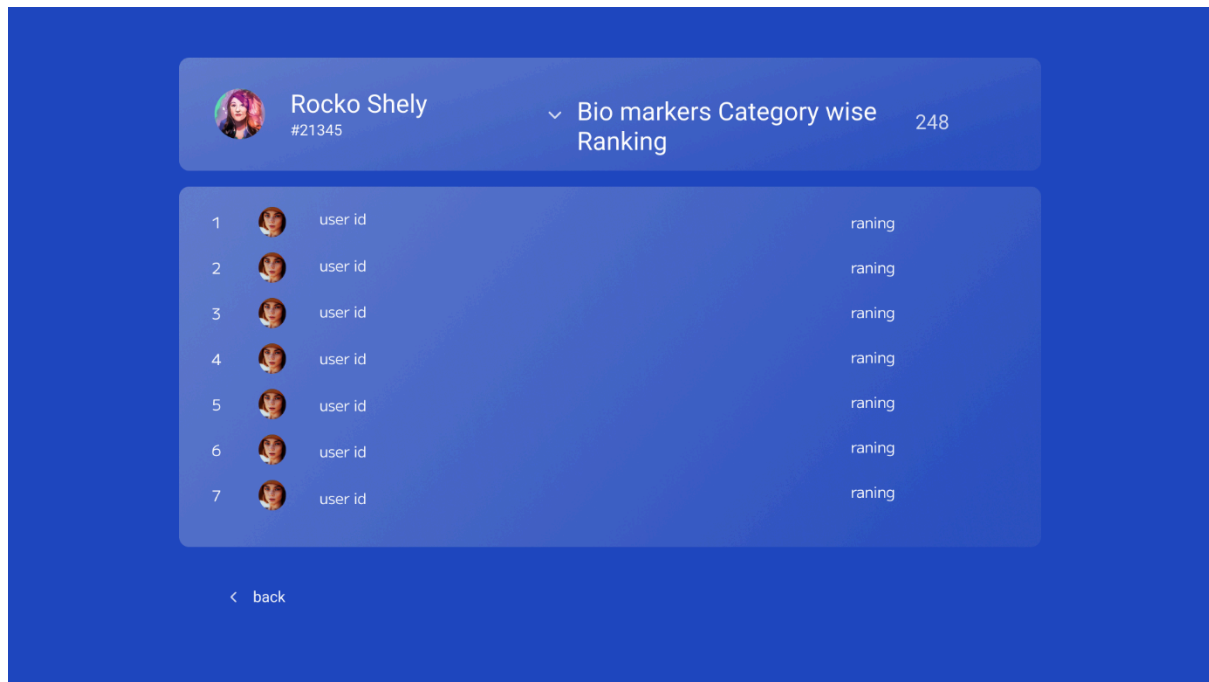 Rocko Shely
#21345
Bio markers Category wise
Ranking
248
1 user id raning
2 user id raning
3 user id raning
4 user id raning
5 user id raning
6 user id raning
7 user id raning
back